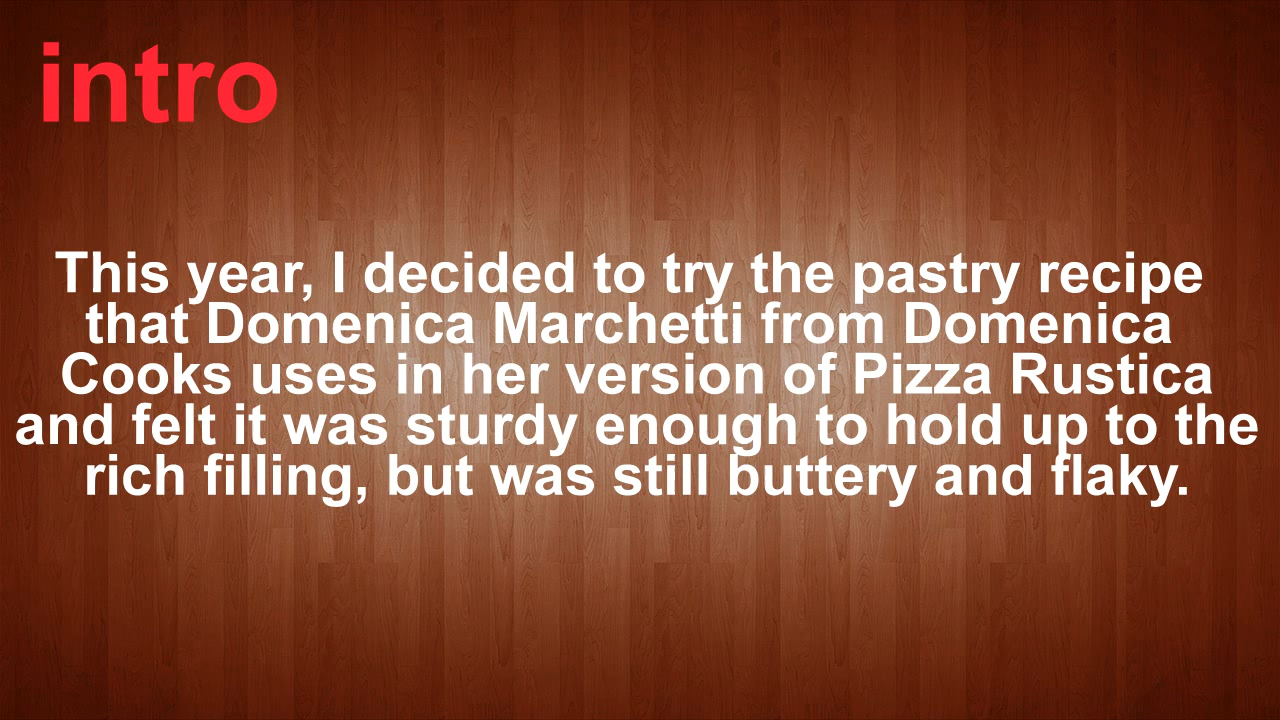 intro
This year, I decided to try the pastry recipe
that Domenica Marchetti from Domenica
Cooks uses in her version of Pizza Rustica
and felt it was sturdy enough to hold up to the
rich filling, but was still buttery and flaky.